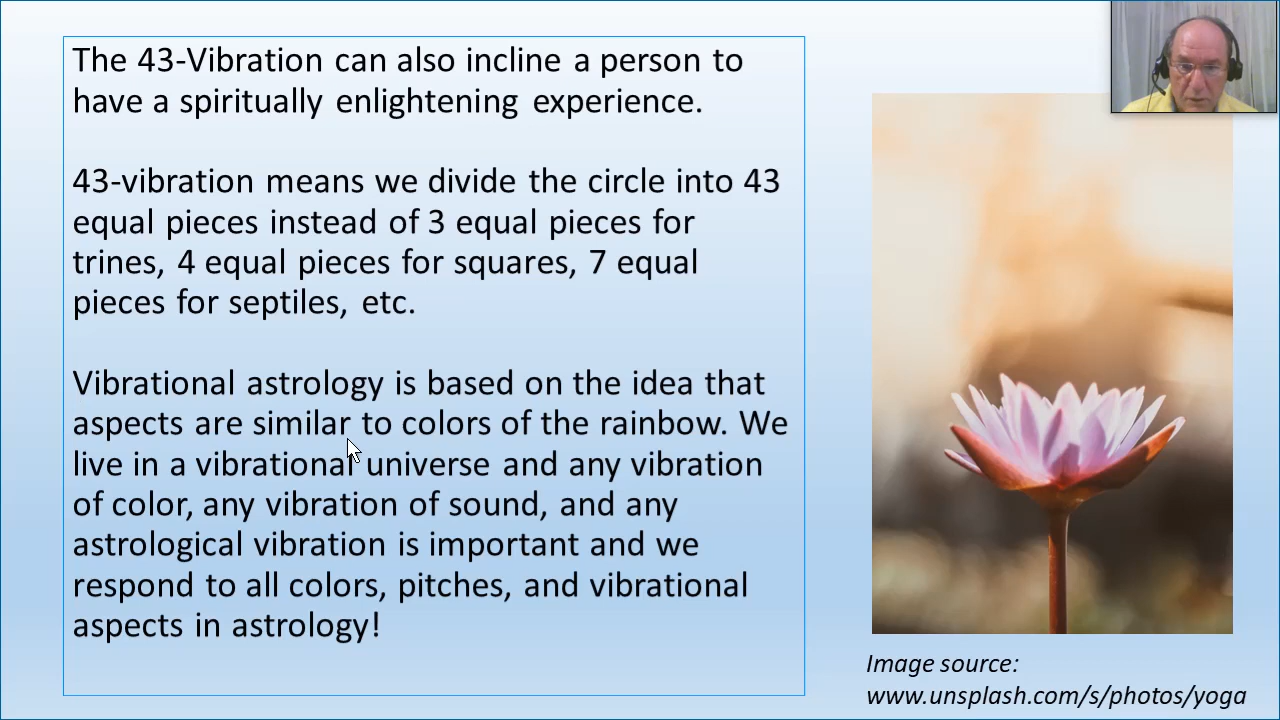 The 43-Vibration can also incline a person to
have a spiritually enlightening experience.
43-vibration means we divide the circle into 43
equal pieces instead of 3 equal pieces for
trines, 4 equal pieces for squares, 7 equal
pieces for septiles, etc.
Vibrational astrology is based on the idea that
aspects are similar to colors of the rainbow. We
live in a vibrational universe and any vibration
of color, any vibration of sound, and any
astrological vibration is important and we
respond to all colors, pitches, and vibrational
aspects in astrology!
Image source:
www.unsplash.com/s/photos/yoga